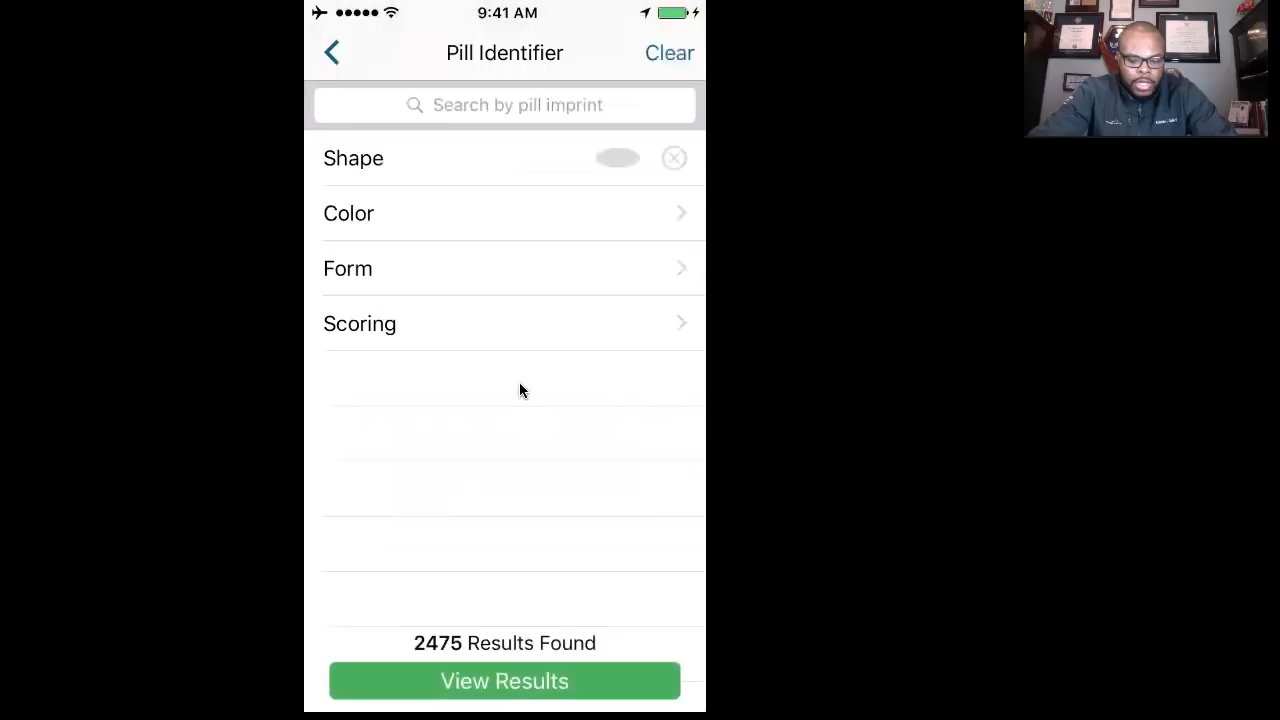 9:41 AM
Pill Identifier
Clear
Search by pill imprint
Shape
Color
Form
Scoring
2475 Results Found
View Results